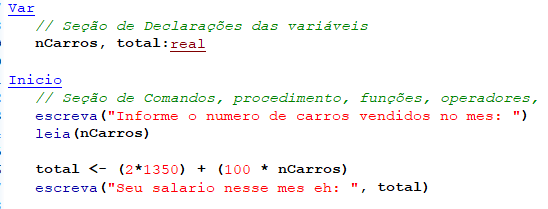 Var
// Seção de Declarações das variáveis
nCarros, total:real
Inicio
// Seção de Comandos, procedimento, funções, operadores,
escreva("Informe o numero de carros vendidos no mes: ")
leia(nCarros)
total <- (2*1350) + (100 * nCarros)
escreva("Seu salario nesse mes eh: ", total)